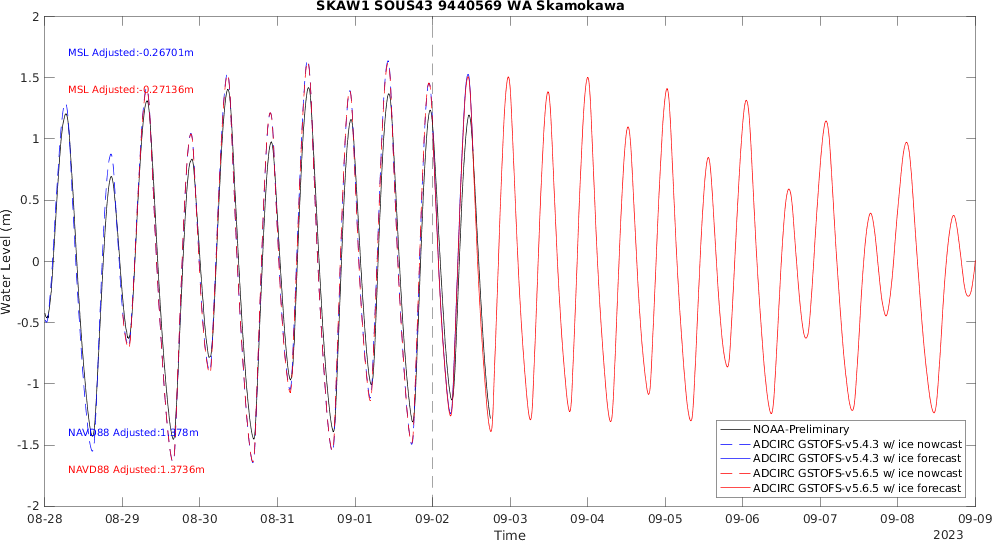 SKAW1 SOUS43 9440569 WA Skamokawa
Water Level (m)
2
1.5
1
0.5
0
-0.5
-1
-1.5
-2
MSL Adjusted:-0.26701m
MSL Adjusted:-0.27136m
NAVD88 Adjusted:1.378m
NAVD88 Adjusted:1.3736m
NOAA-Preliminary
ADCIRC GSTOFS-v5.4.3 w/ ice nowcast
ADCIRC GSTOFS-v5.4.3 w/ ice forecast
ADCIRC GSTOFS-v5.6.5 w/ ice nowcast
ADCIRC GSTOFS-v5.6.5 w/ ice forecast
08-28 08-29 08-30 08-31 09-01 09-02 09-03 09-04 09-05 09-06 09-07 09-08 09-09
Time
2023